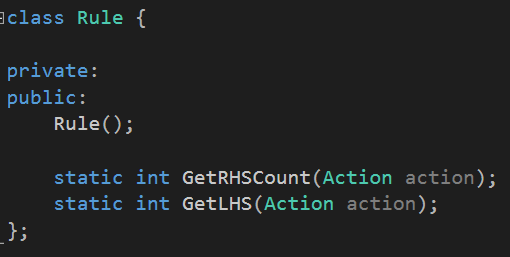 class Rule {
private:
public:
    Rule();
    static int GetRHSCount(Action action);
    static int GetLHS(Action action);
};